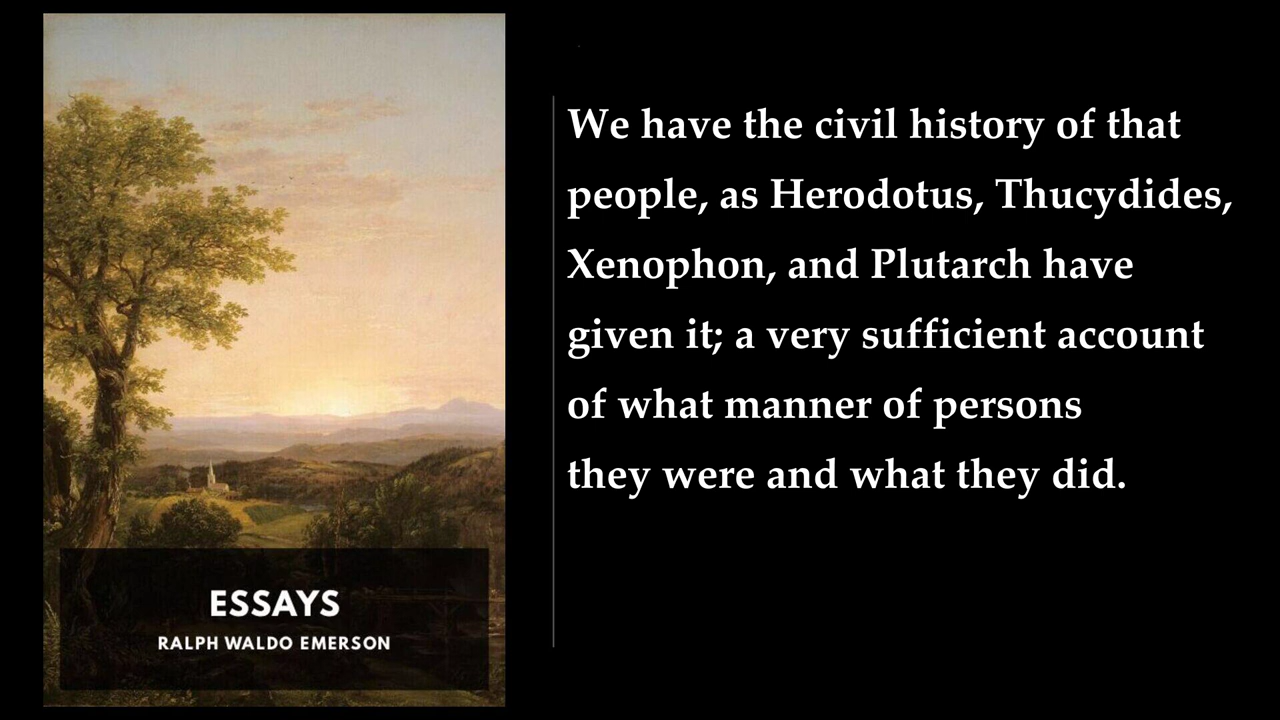 ESSAYS
RALPH WALDO EMERSON
We have the civil history of that
people, as Herodotus, Thucydides,
Xenophon, and Plutarch have
given it; a very sufficient account
of what manner of persons
they were and what they did.